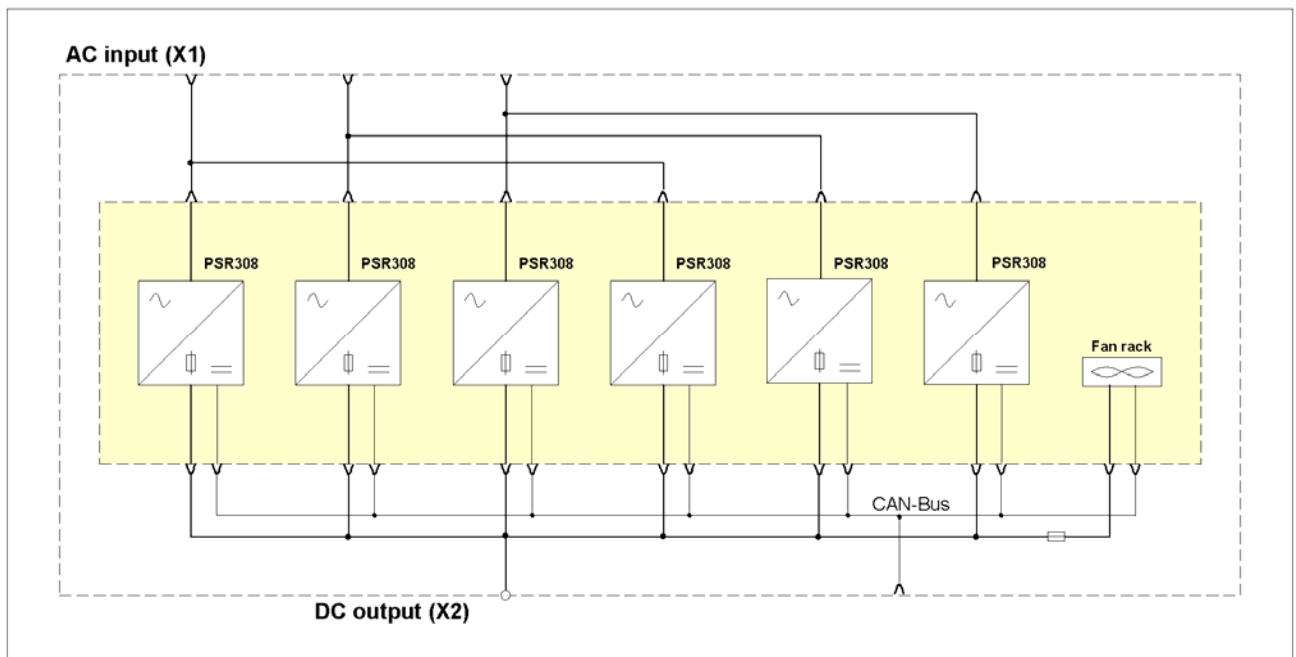 AC input (X1)
PSR308
PSR308
PSR308
PSR308
PSR308
PSR308
Fan rack
CAN-Bus
DC output (X2)